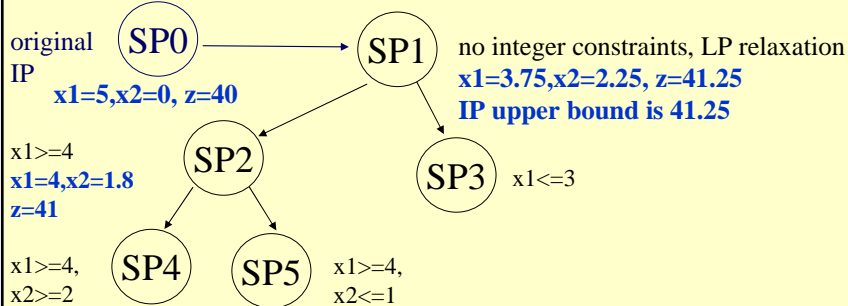 original
IP
SP0
x1=5,x2=0, z=40
SP1
no integer constraints, LP relaxation
x1=3.75,x2=2.25, z=41.25
IP upper bound is 41.25
x1>=4
x1=4,x2=1.8
z=41
SP2
SP3
x1<=3
x1>=4,
x2>=2
SP4
SP5
x1>=4,
x2<=1